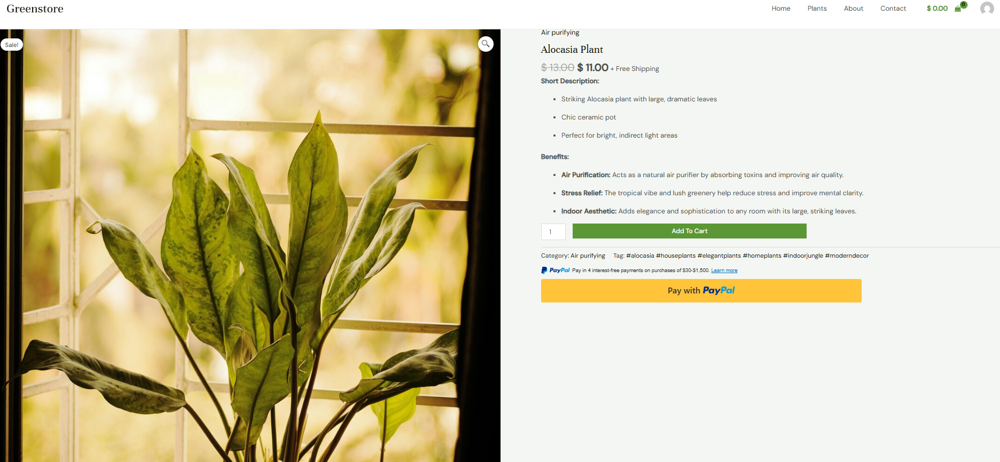 Greenstore
Home Plants About Contact $ 0.00 0
Sale!
Air purifying
Alocasia Plant
$ 13.00 $ 11.00 + Free Shipping
Short Description:
Striking Alocasia plant with large, dramatic leaves
Chic ceramic pot
Perfect for bright, indirect light areas
Benefits:
Air Purification: Acts as a natural air purifier by absorbing toxins and improving air quality.
Stress Relief: The tropical vibe and lush greenery help reduce stress and improve mental clarity.
Indoor Aesthetic: Adds elegance and sophistication to any room with its large, striking leaves.
1 Add To Cart
Category: Air purifying Tag: #alocasia #houseplants #elegantplants #homeplants #indoorjungle #moderndecor
PayPal Pay in 4 interest-free payments on purchases of $30-$1,500. Learn more
Pay with PayPal